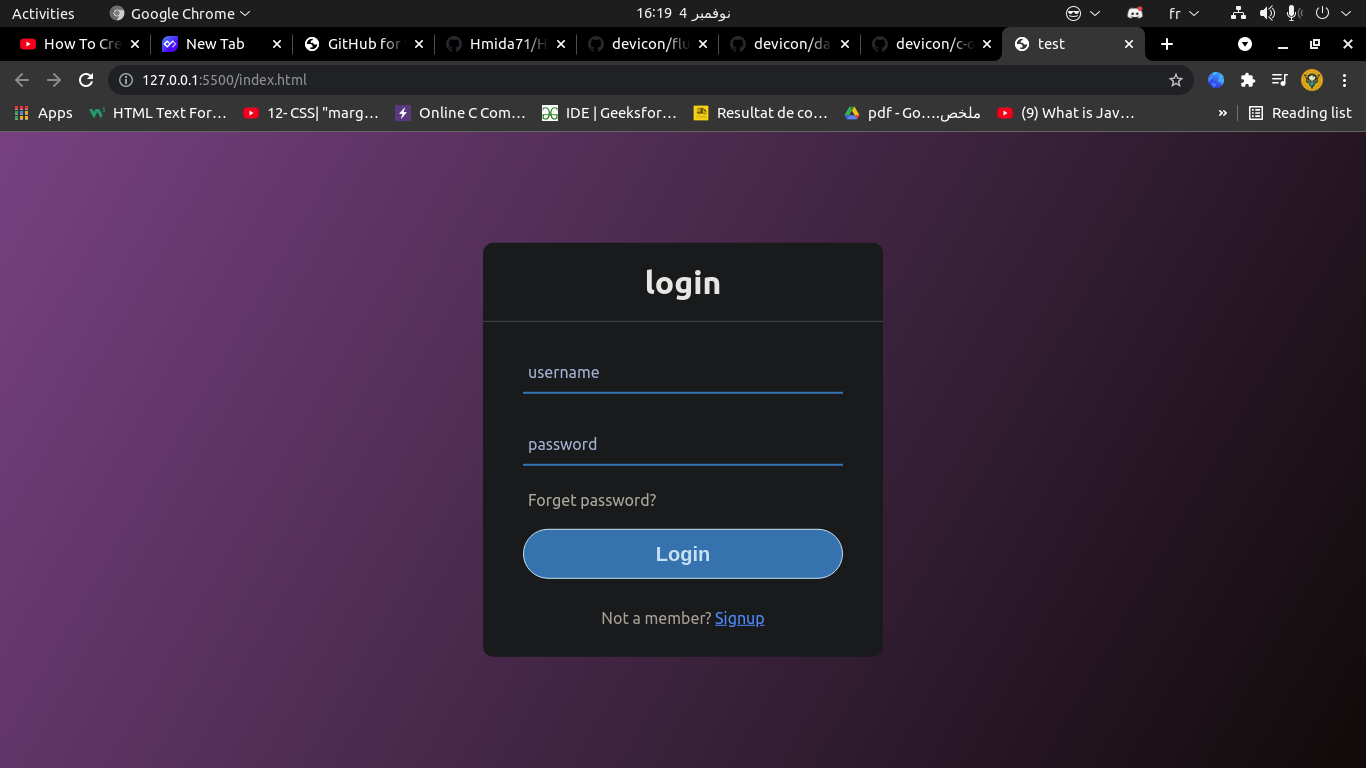 Activities Google Chrome 16:19 4 نوفمبر fr
How To Cre New Tab GitHub for Hmida71/H devicon/flu devicon/da devicon/c-o test
127.0.0.1:5500/index.html
Apps HTML Text For... 12- CSS| "marg... Online C Com... IDE | Geeksfor... Resultat de co... ملخص.... pdf - Go (9) What is Jav... » Reading list
login
username
password
Forget password?
Login
Not a member? Signup